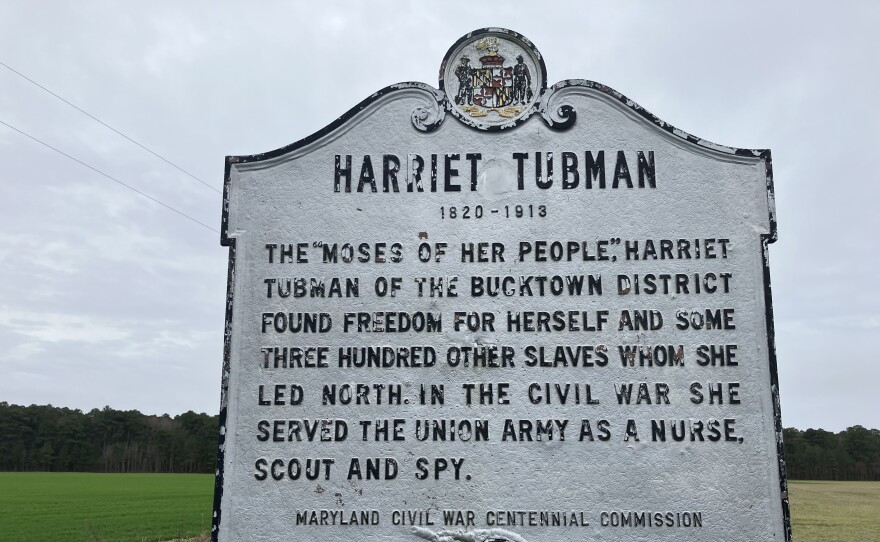 HARRIET TUBMAN
1820-1913
THE "MOSES OF HER PEOPLE," HARRIET
TUBMAN OF THE BUCKTOWN DISTRICT
FOUND FREEDOM FOR HERSELF AND SOME
THREE HUNDRED OTHER SLAVES WHOM SHE
LED NORTH. IN THE CIVIL WAR SHE
SERVED THE UNION ARMY AS A NURSE,
SCOUT AND SPY.
MARYLAND CIVIL WAR CENTENNIAL COMMISSION